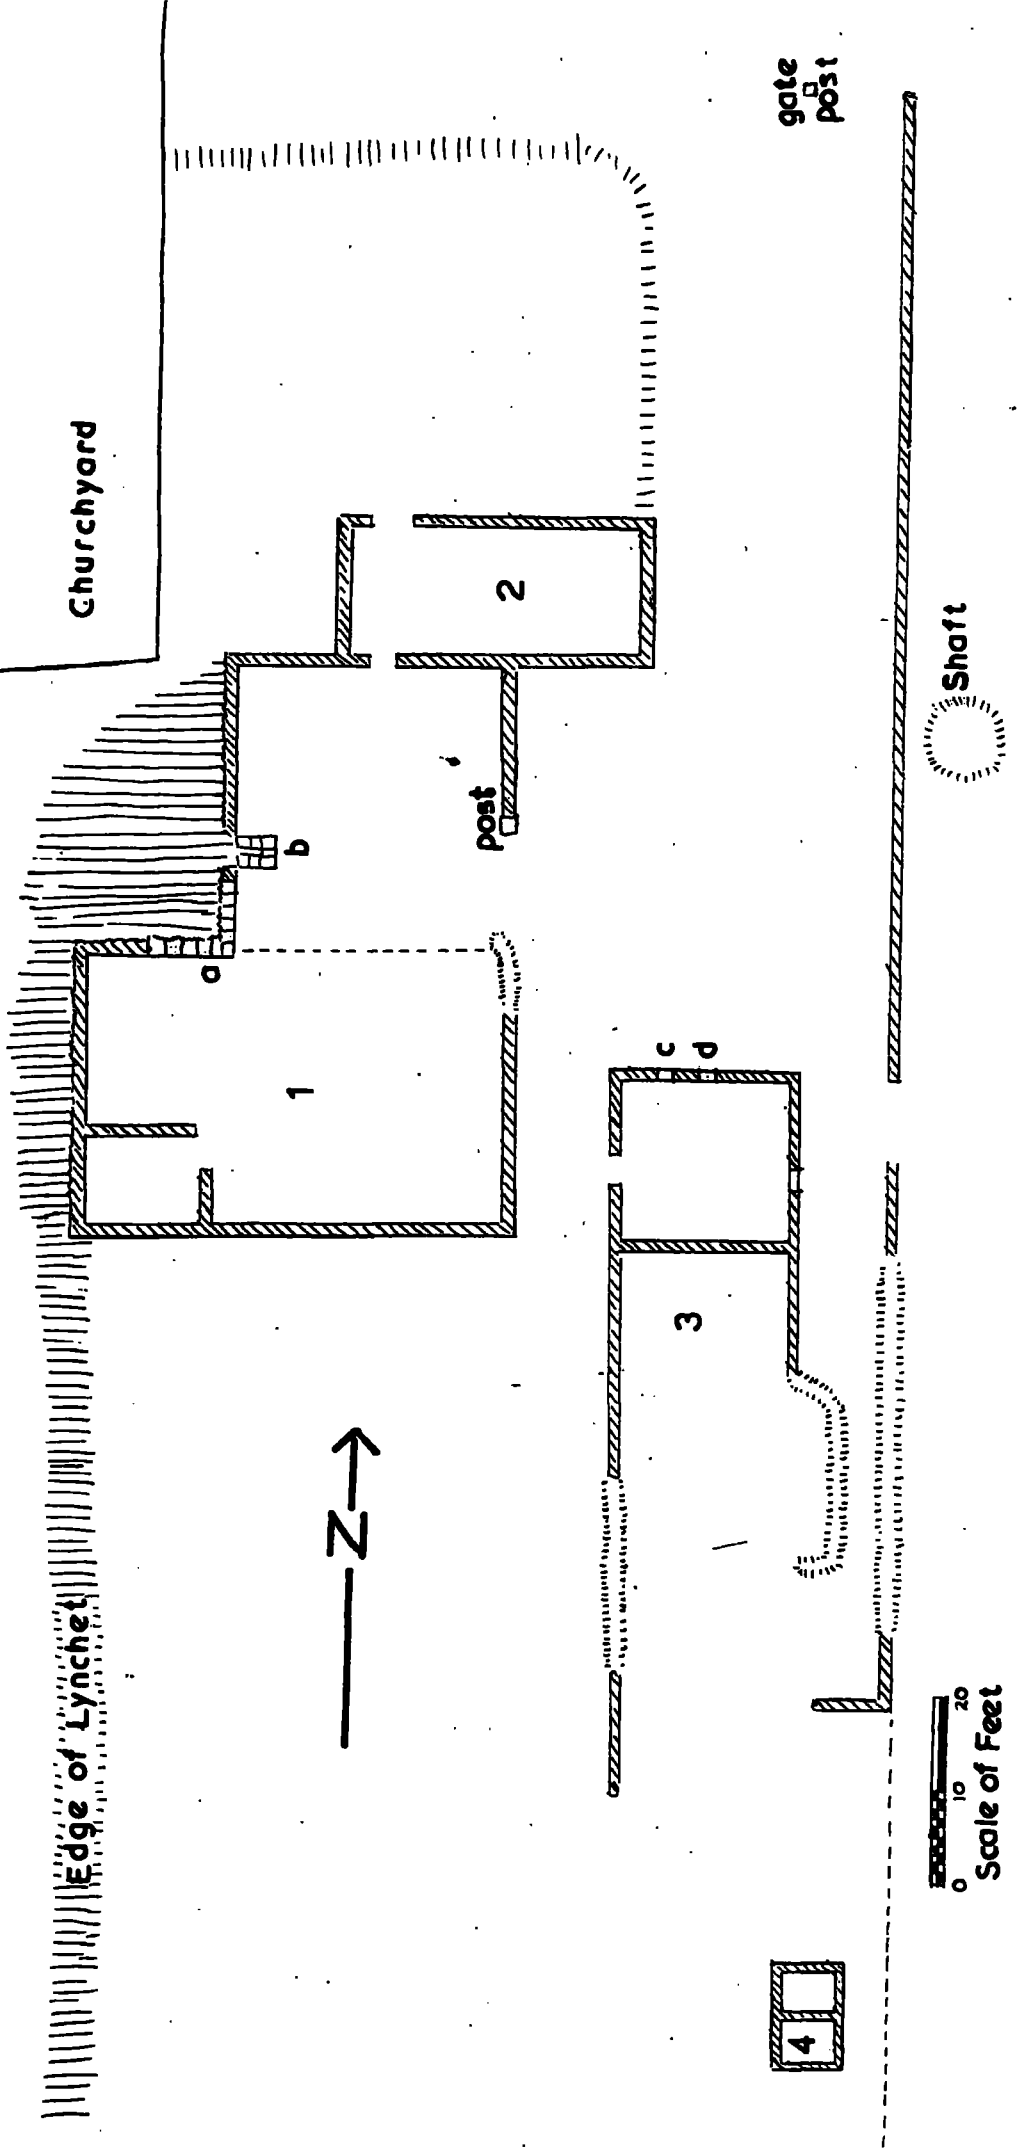 Churchyard
gate
post
2
b
post
a
Shaft
1
c
d
3
N
Edge of Lynchet
4
0 10 20
Scale of Feet